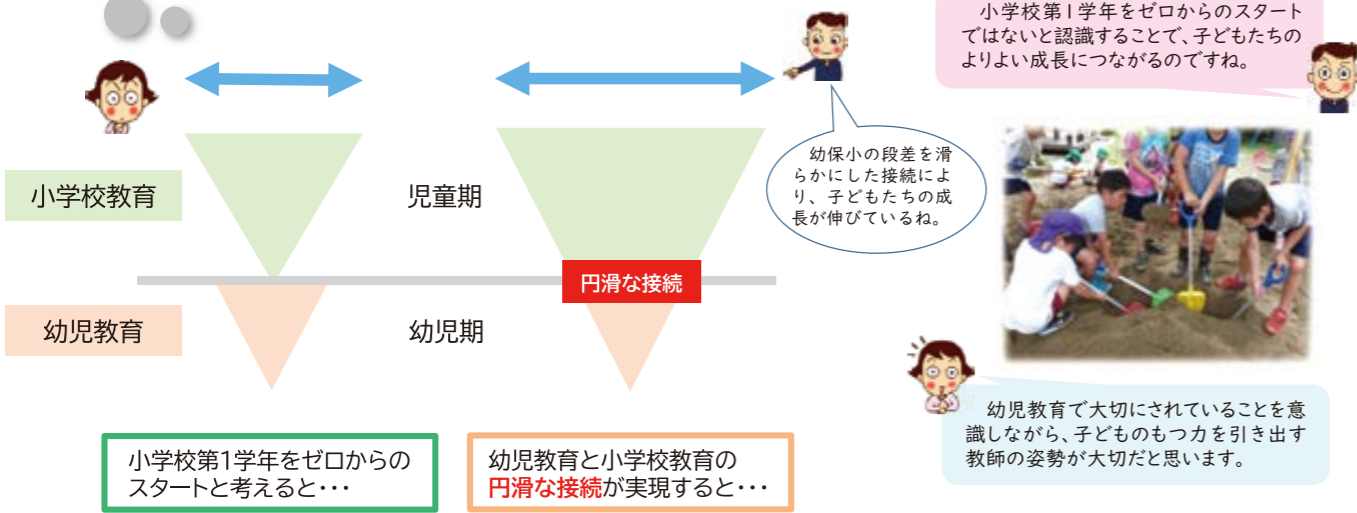 小学校第1学年をゼロからのスタート
ではないと認識することで、子どもたちの
よりよい成長につながるのですね。
幼保小の段差を滑
らかにした接続によ
り、子どもたちの成
長が伸びているね。
小学校教育
児童期
円滑な接続
幼児教育
幼児期
幼児教育で大切にされていることを意
識しながら、子どものもつ力を引き出す
教師の姿勢が大切だと思います。
小学校第1学年をゼロからの
スタートと考えると・・・
幼児教育と小学校教育の
円滑な接続が実現すると・・・